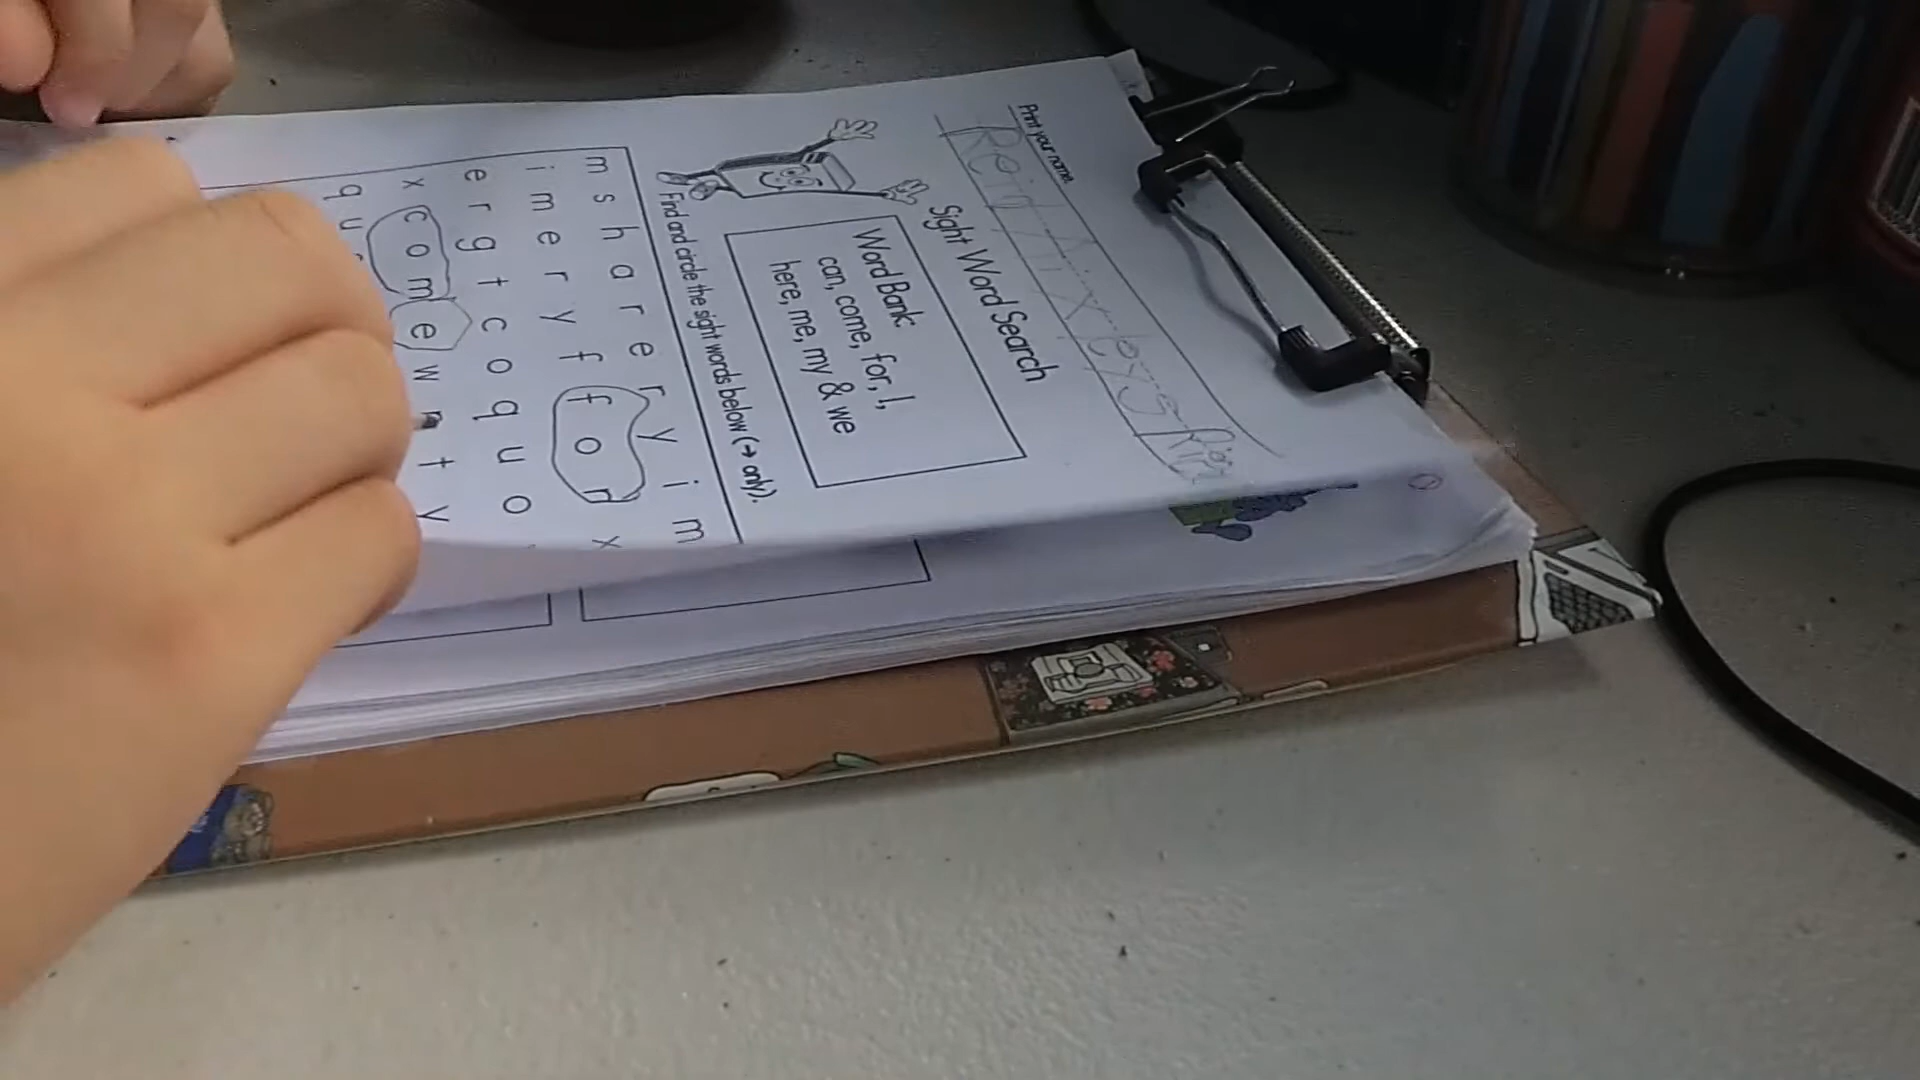 Print your name.
Sight Word Search
Word Bank:
can, come, for, I,
here, me, my & we
Find and circle the sight words below (→ only).
m s h a r e r y i m
i m e r y f f o r x
e r g t c o q u o
x c o m e w r t y
q u